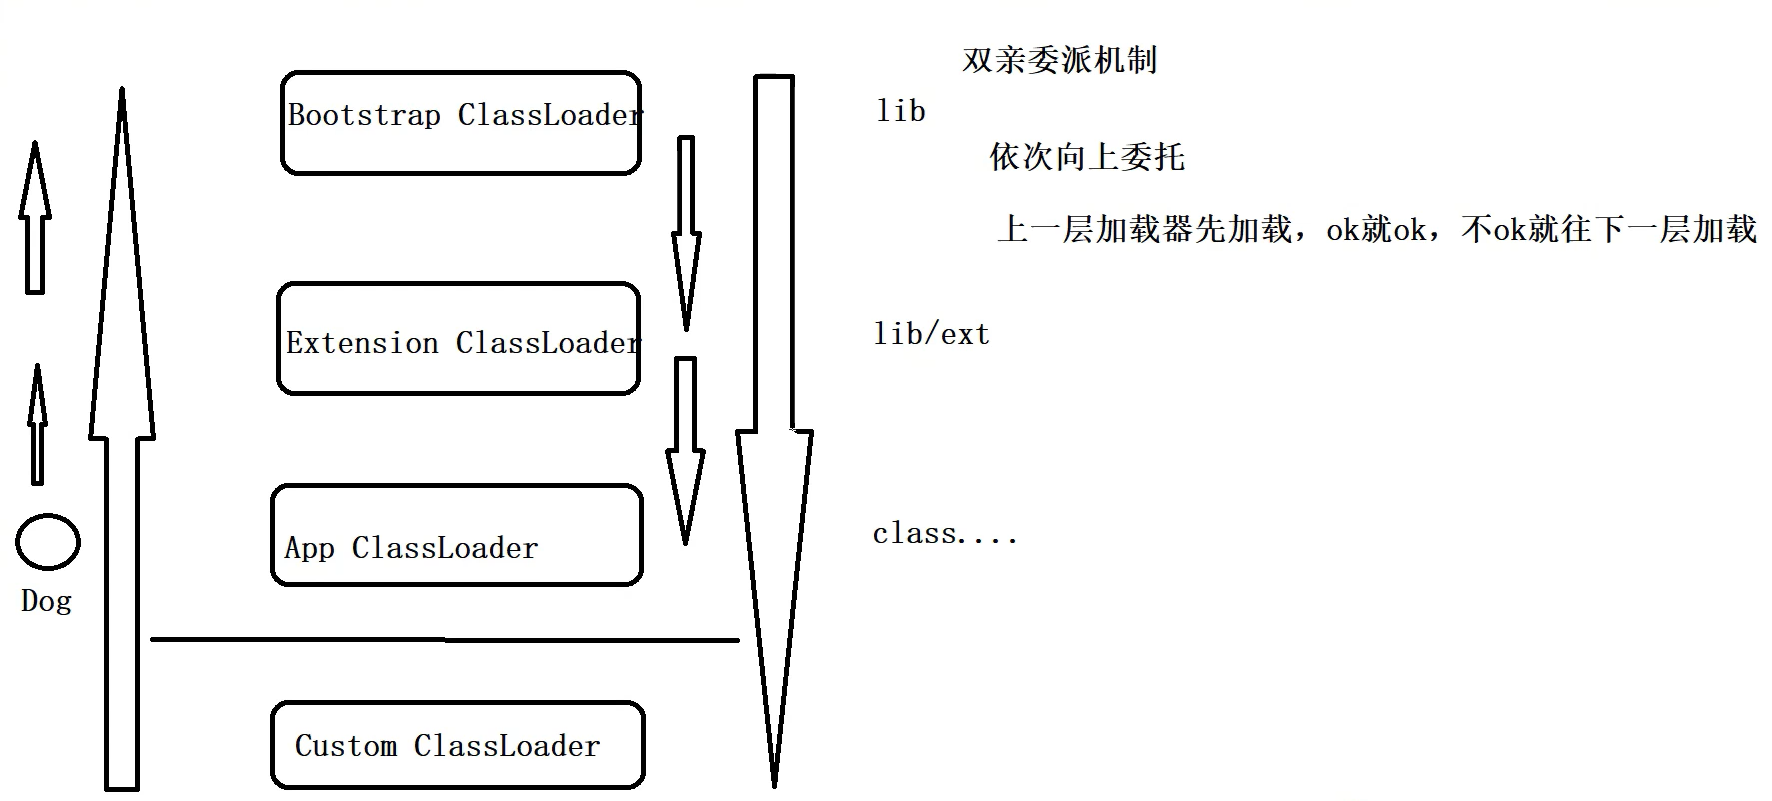 双亲委派机制
Bootstrap ClassLoader
lib
依次向上委托
上一层加载器先加载，ok就ok，不ok就往下一层加载
Extension ClassLoader
lib/ext
App ClassLoader
class....
Dog
Custom ClassLoader